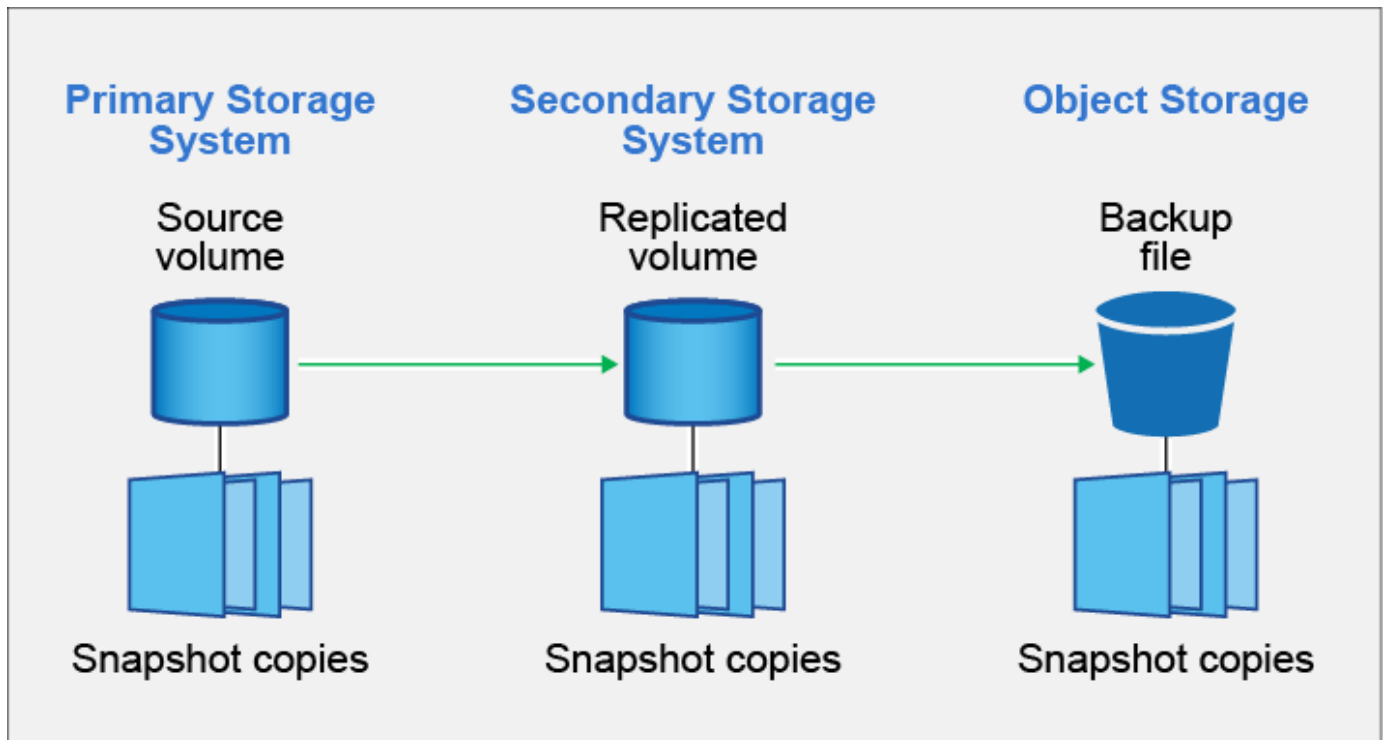 Primary Storage
System
Secondary Storage
System
Object Storage
Source
volume
Replicated
volume
Backup
file
Snapshot copies
Snapshot copies
Snapshot copies